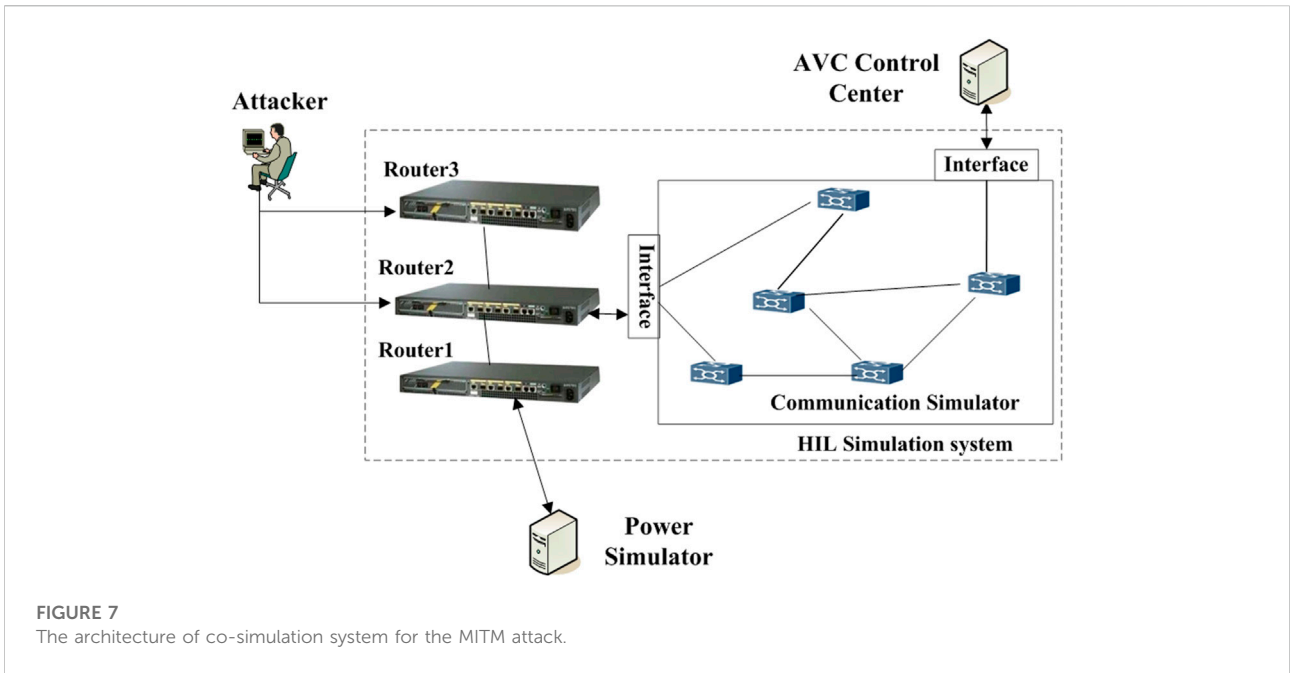 AVC Control
Center
Attacker
Interface
Router3
Interface
Router2
Router1
Communication Simulator
HIL Simulation system
Power
Simulator
FIGURE 7
The architecture of co-simulation system for the MITM attack.